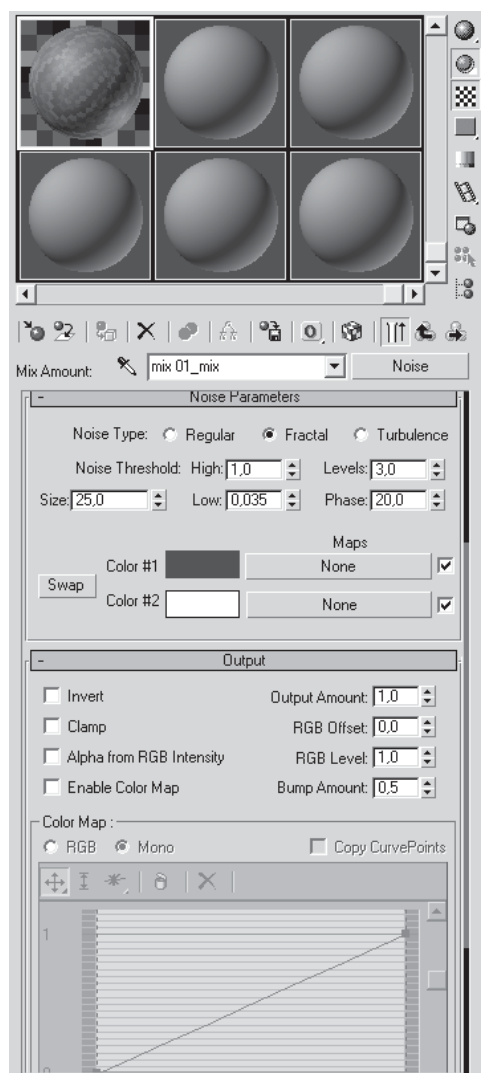 Mix Amount: mix 01_mix Noise
- Noise Parameters
Noise Type: Regular Fractal Turbulence
Noise Threshold: High: 1,0 Levels: 3,0
Size: 25,0 Low: 0,035 Phase: 20,0
Maps
Color #1 None
Swap
Color #2 None
- Output
Invert Output Amount: 1,0
Clamp RGB Offset: 0,0
Alpha from RGB Intensity RGB Level: 1,0
Enable Color Map Bump Amount: 0,5
Color Map :
RGB Mono Copy CurvePoints
1